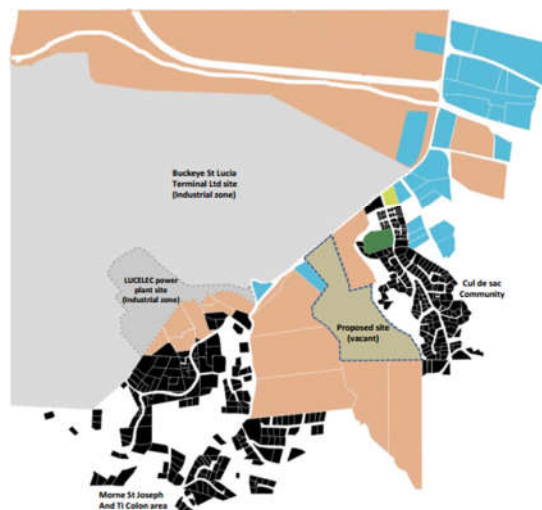 Buckeye St Lucia
Terminal Ltd site
(Industrial zone)
LUCELEC power
plant site
(Industrial zone)
Cul de sac
Community
Proposed site
(vacant)
Morne St Joseph
And Ti Colon area